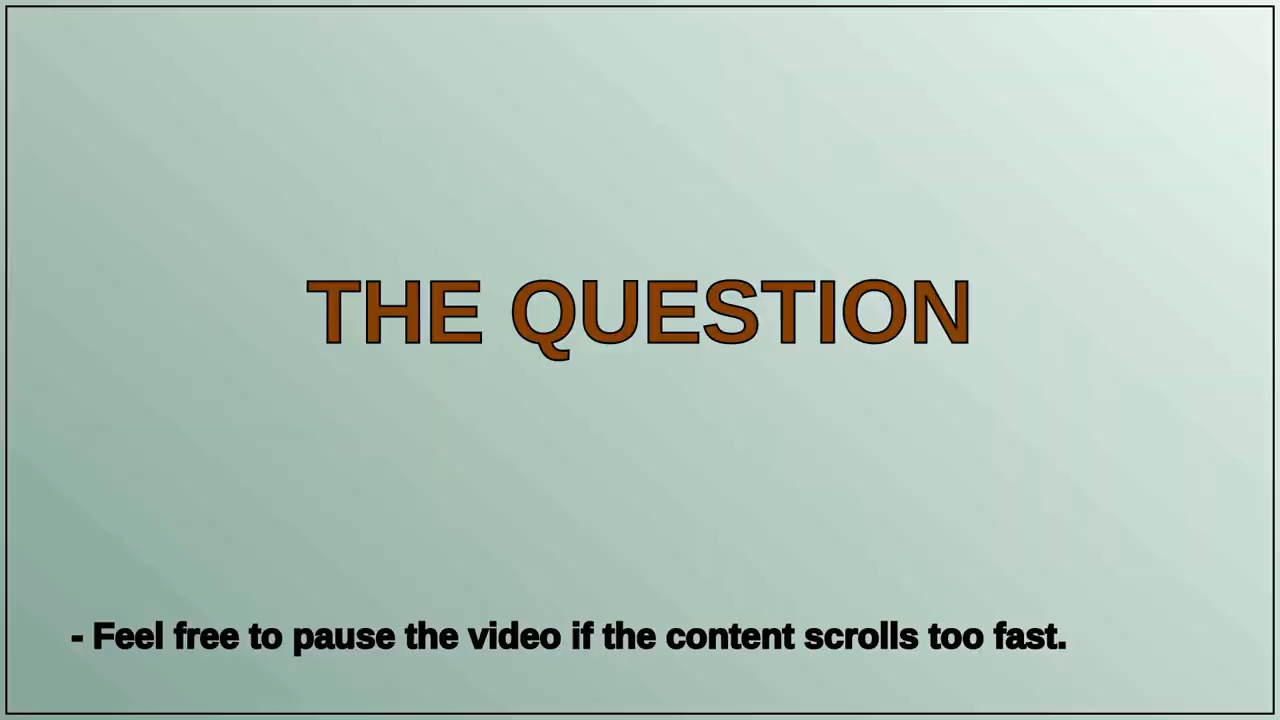 THE QUESTION
- Feel free to pause the video if the content scrolls too fast.